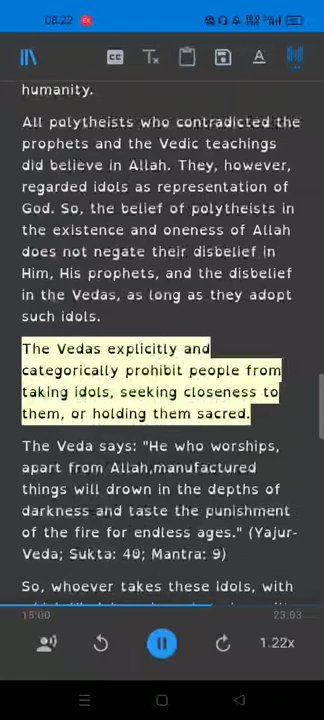 08.22
CC
humanity.
All polytheists who contradicted the
prophets and the Vedic teachings
did believe in Allah. They, however,
regarded idols as representation of
God. So, the belief of polytheists in
the existence and oneness of Allah
does not negate their disbelief in
Him, His prophets, and the disbelief
in the Vedas, as long as they adopt
such idols.
The Vedas explicitly and
categorically prohibit people from
taking idols, seeking closeness to
them, or holding them sacred.
The Veda says: "He who worships,
apart from Allah,manufactured
things will drown in the depths of
darkness and taste the punishment
of the fire for endless ages." (Yajur-
Veda; Sukta: 40; Mantra: 9)
So, whoever takes these idols, with
15:00
23:03
1.22x